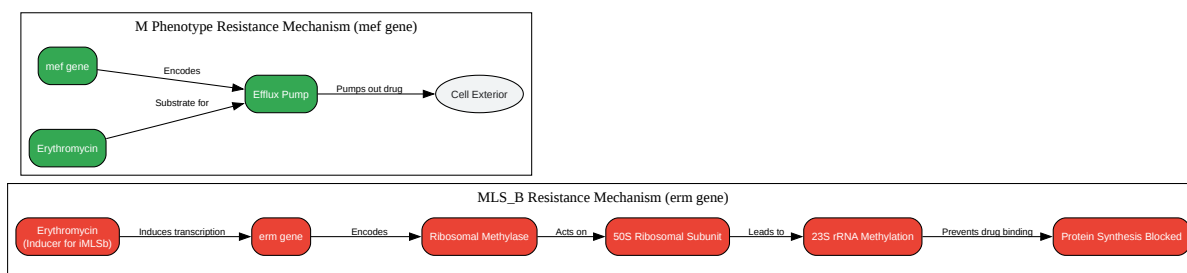 M Phenotype Resistance Mechanism (mef gene)
mef gene
Encodes
Efflux Pump
Pumps out drug
Cell Exterior
Substrate for
Erythromycin
MLS_B Resistance Mechanism (erm gene)
Erythromycin
(Inducer for iMLSb)
Induces transcription
erm gene
Encodes
Ribosomal Methylase
Acts on
50S Ribosomal Subunit
Leads to
23S rRNA Methylation
Prevents drug binding
Protein Synthesis Blocked